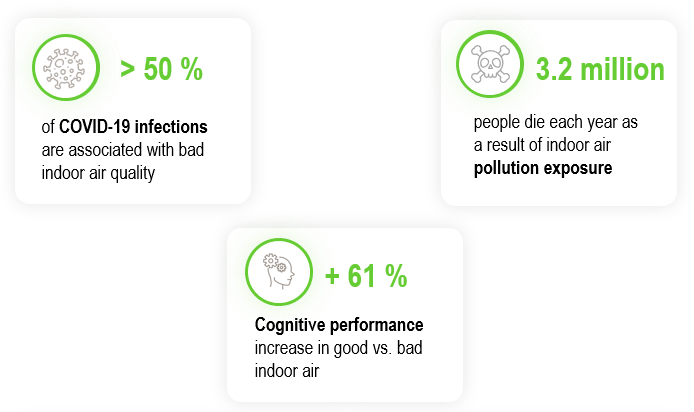 > 50 %
of COVID-19 infections
are associated with bad
indoor air quality
3.2 million
people die each year as
a result of indoor air
pollution exposure
+ 61 %
Cognitive performance
increase in good vs. bad
indoor air